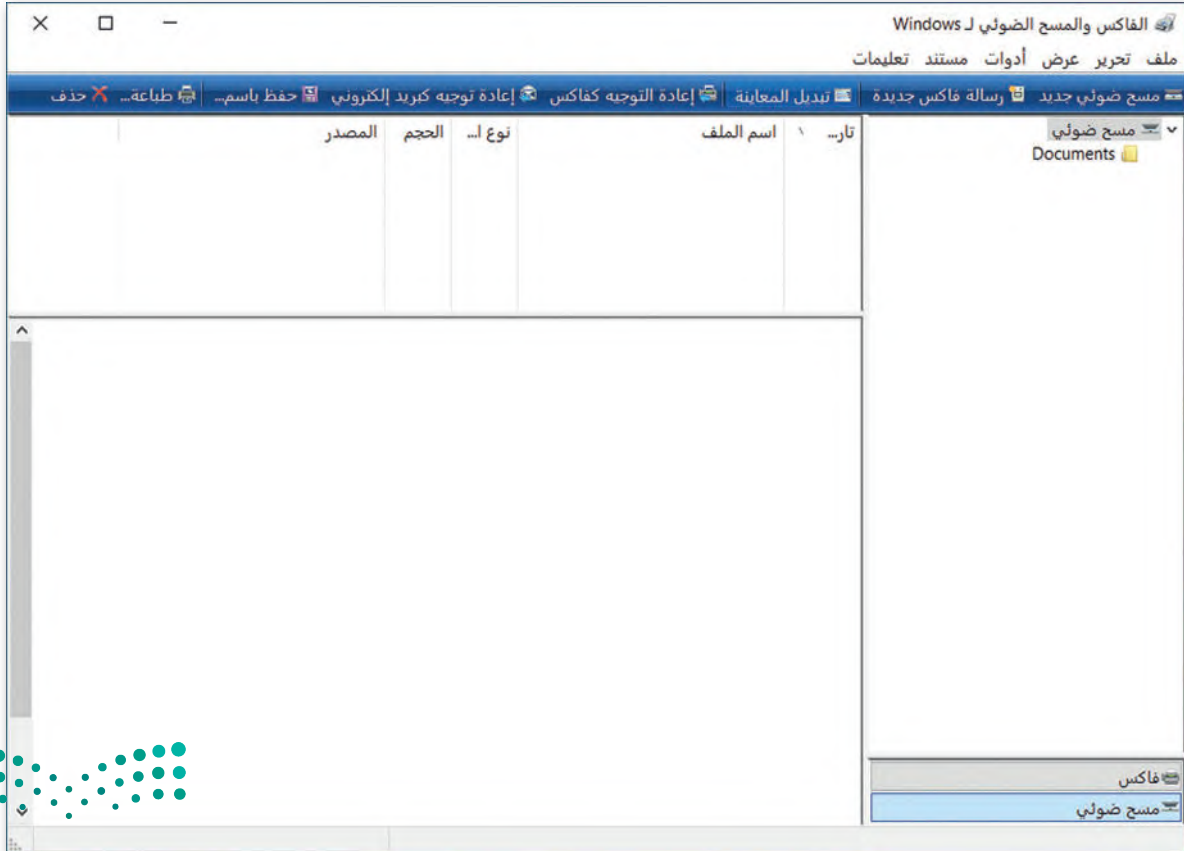 الفاكس والمسح الضوئي لـ Windows
ملف تحرير عرض أدوات مستند تعليمات
مسح ضوئي جديد رسالة فاكس جديدة تبديل المعاينة إعادة التوجيه كفاكس إعادة توجيه كبريد إلكتروني حفظ باسم... طباعة... حذف
مسح ضوئي
Documents
تار... اسم الملف نوع ا... الحجم المصدر
فاكس
مسح ضوئي